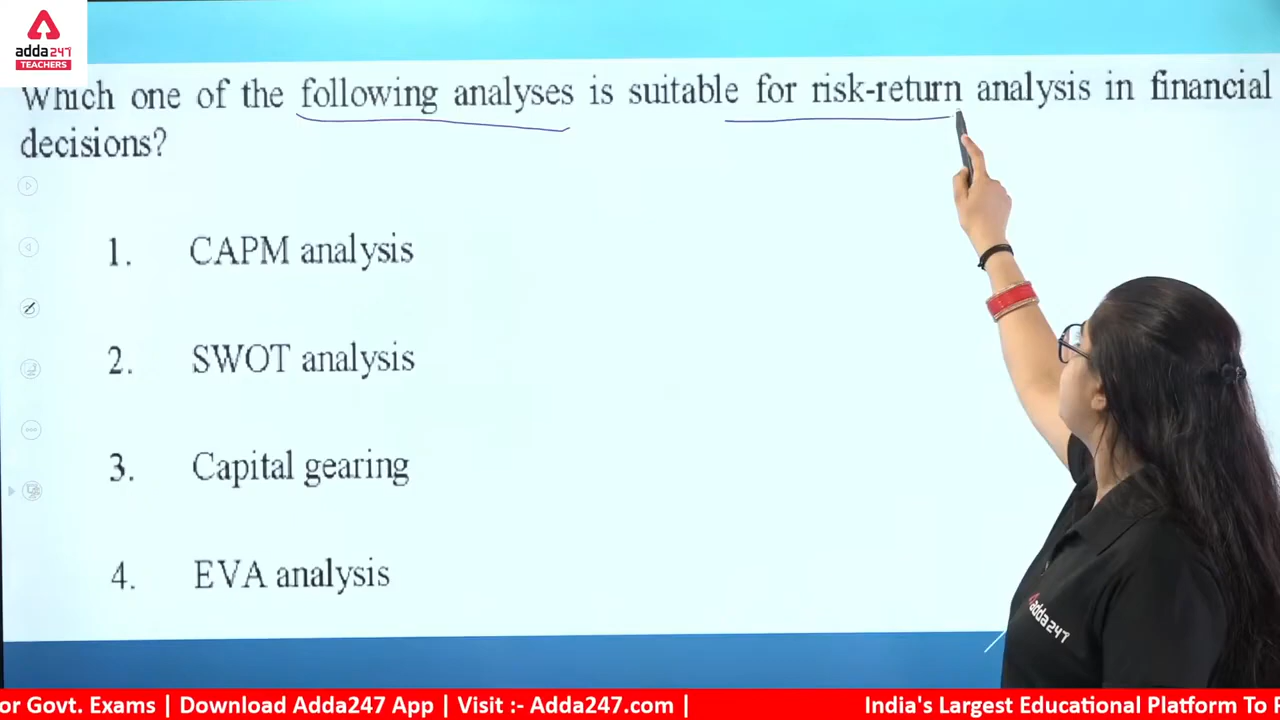 adda247
TEACHERS
Which one of the following analyses is suitable for risk-return analysis in financial
decisions?
1. CAPM analysis
2. SWOT analysis
3. Capital gearing
4. EVA analysis
adda247
or Govt. Exams | Download Adda247 App | Visit :- Adda247.com | India's Largest Educational Platform To P